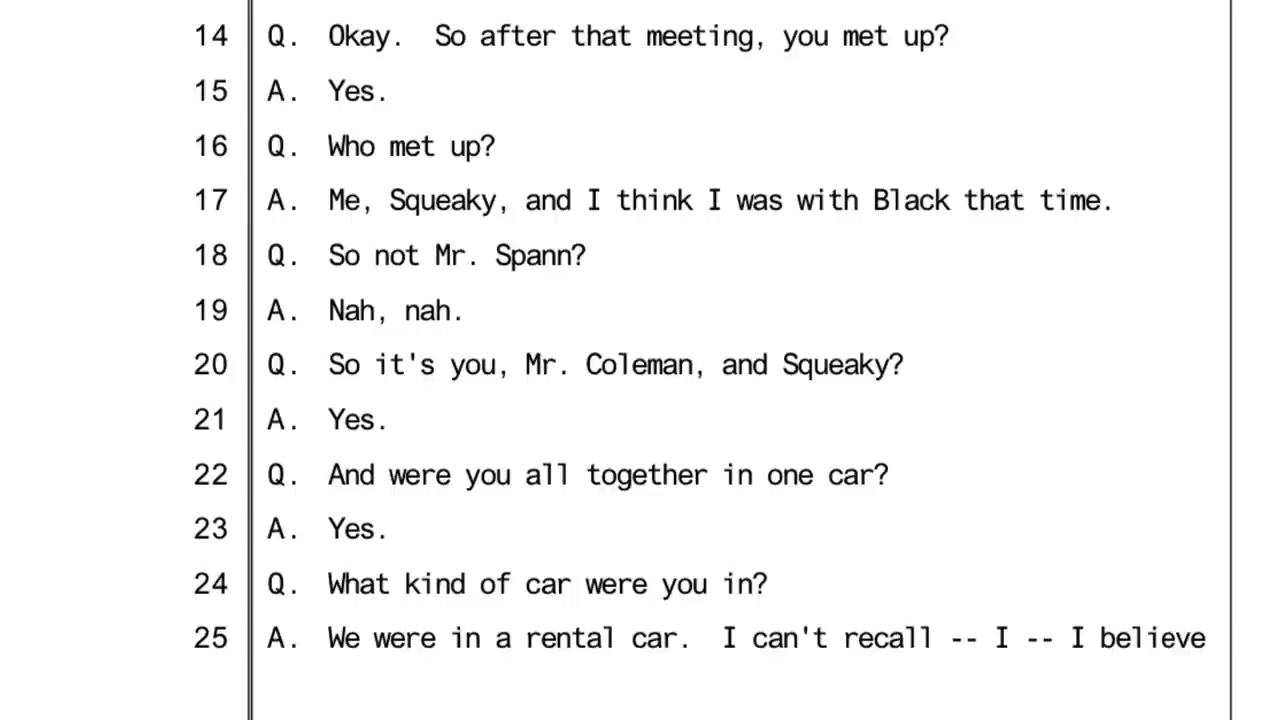 14 Q. Okay. So after that meeting, you met up?
15 A. Yes.
16 Q. Who met up?
17 A. Me, Squeaky, and I think I was with Black that time.
18 Q. So not Mr. Spann?
19 A. Nah, nah.
20 Q. So it's you, Mr. Coleman, and Squeaky?
21 A. Yes.
22 Q. And were you all together in one car?
23 A. Yes.
24 Q. What kind of car were you in?
25 A. We were in a rental car. I can't recall -- I -- I believe